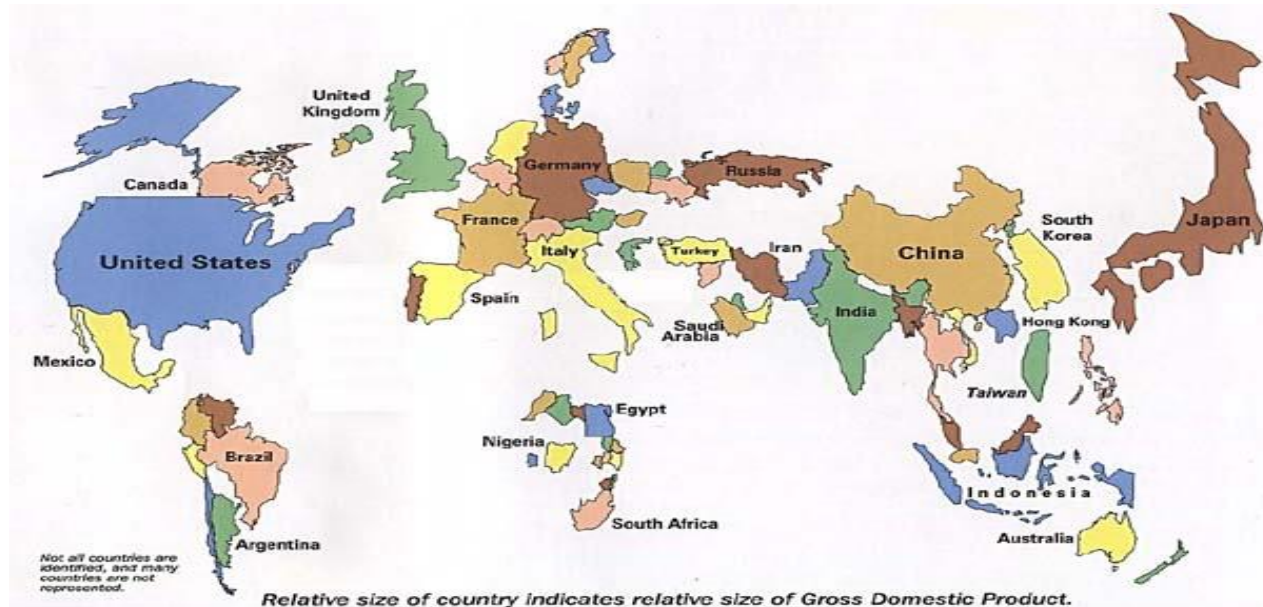 United
Kingdom
Canada
United States
Mexico
Germany
Russia
France
Italy
Turkey
Iran
Spain
Saudi
Arabia
China
South
Korea
Japan
India
Hong Kong
Taiwan
Egypt
Nigeria
South Africa
Brazil
Argentina
Indonesia
Australia
Not all countries are
identified, and many
countries are not
represented.
Relative size of country indicates relative size of Gross Domestic Product.